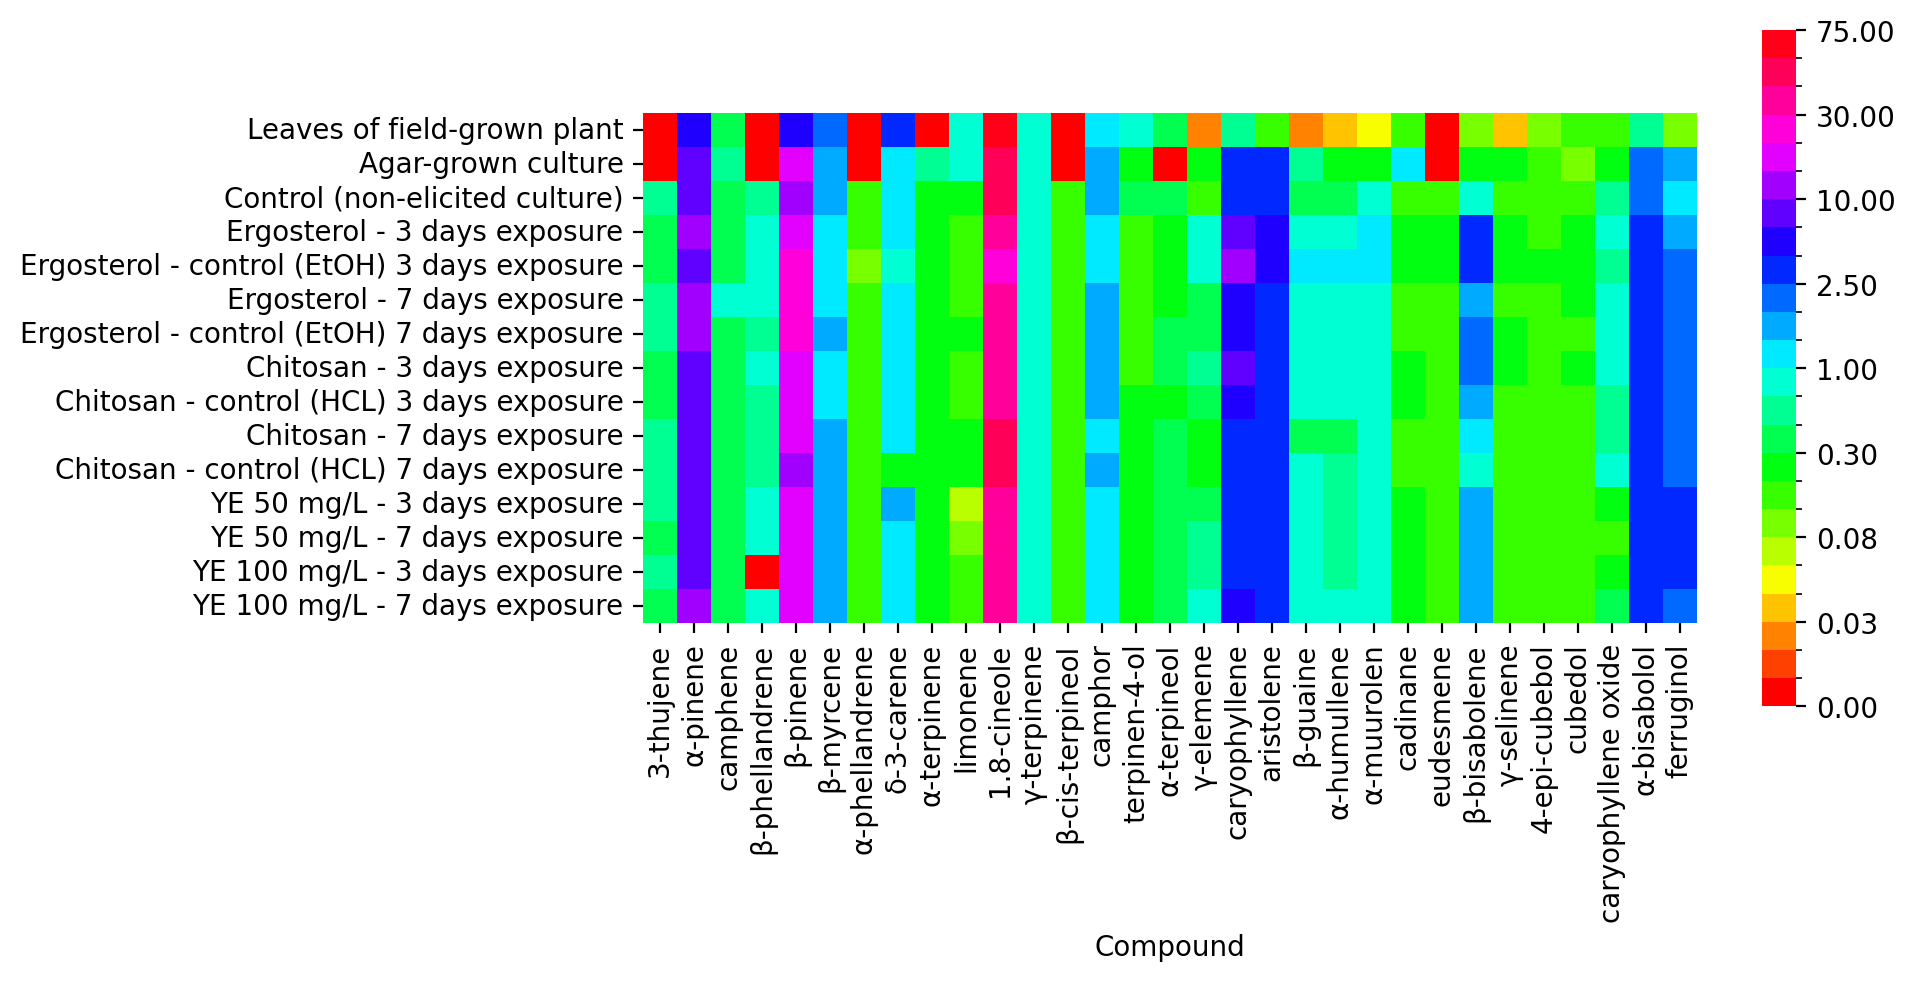 Leaves of field-grown plant
Agar-grown culture
Control (non-elicited culture)
Ergosterol - 3 days exposure
Ergosterol - control (EtOH) 3 days exposure
Ergosterol - 7 days exposure
Ergosterol - control (EtOH) 7 days exposure
Chitosan - 3 days exposure
Chitosan - control (HCL) 3 days exposure
Chitosan - 7 days exposure
Chitosan - control (HCL) 7 days exposure
YE 50 mg/L - 3 days exposure
YE 50 mg/L - 7 days exposure
YE 100 mg/L - 3 days exposure
YE 100 mg/L - 7 days exposure
3-thujene
α-pinene
camphene
β-phellandrene
β-pinene
β-myrcene
α-phellandrene
δ-3-carene
α-terpinene
limonene
1.8-cineole
γ-terpinene
β-cis-terpineol
camphor
terpinen-4-ol
α-terpineol
γ-elemene
caryophyllene
aristolene
β-guaine
α-humullene
α-muurolen
cadinane
eudesmene
β-bisabolene
γ-selinene
4-epi-cubebol
cubedol
caryophyllene oxide
α-bisabolol
ferruginol
Compound
75.00
30.00
10.00
2.50
1.00
0.30
0.08
0.03
0.00